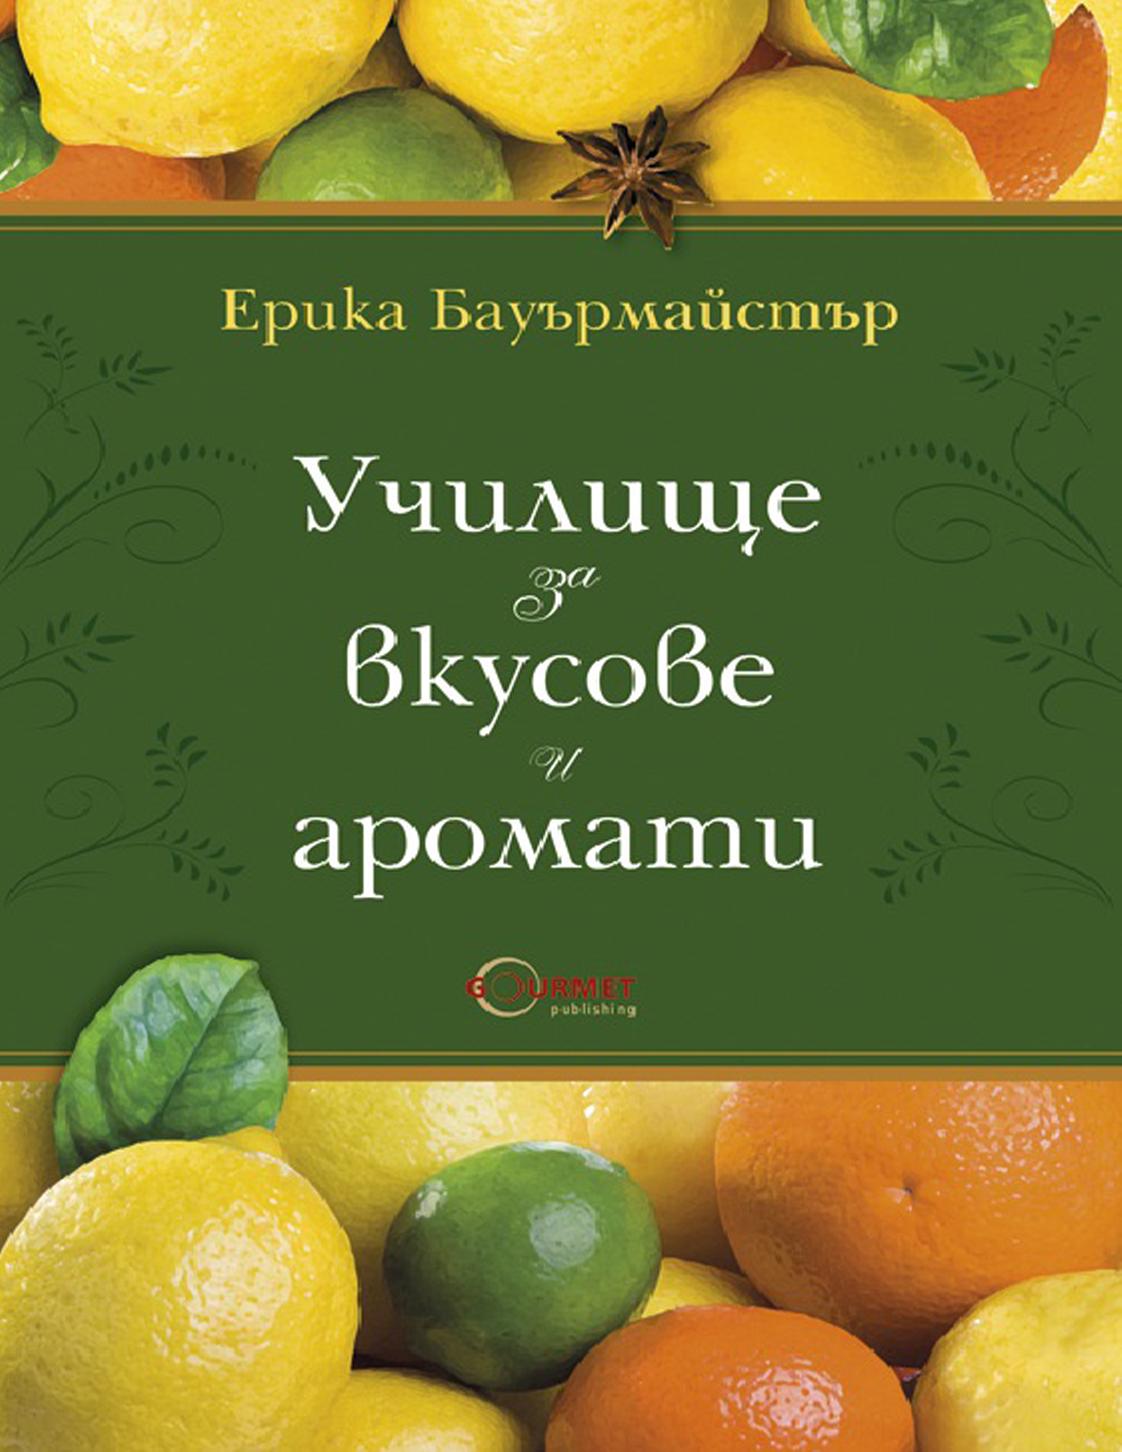 Ерика Бауърмайстър
Училище
за
вкусове
и
аромати
GOURMET
publishing